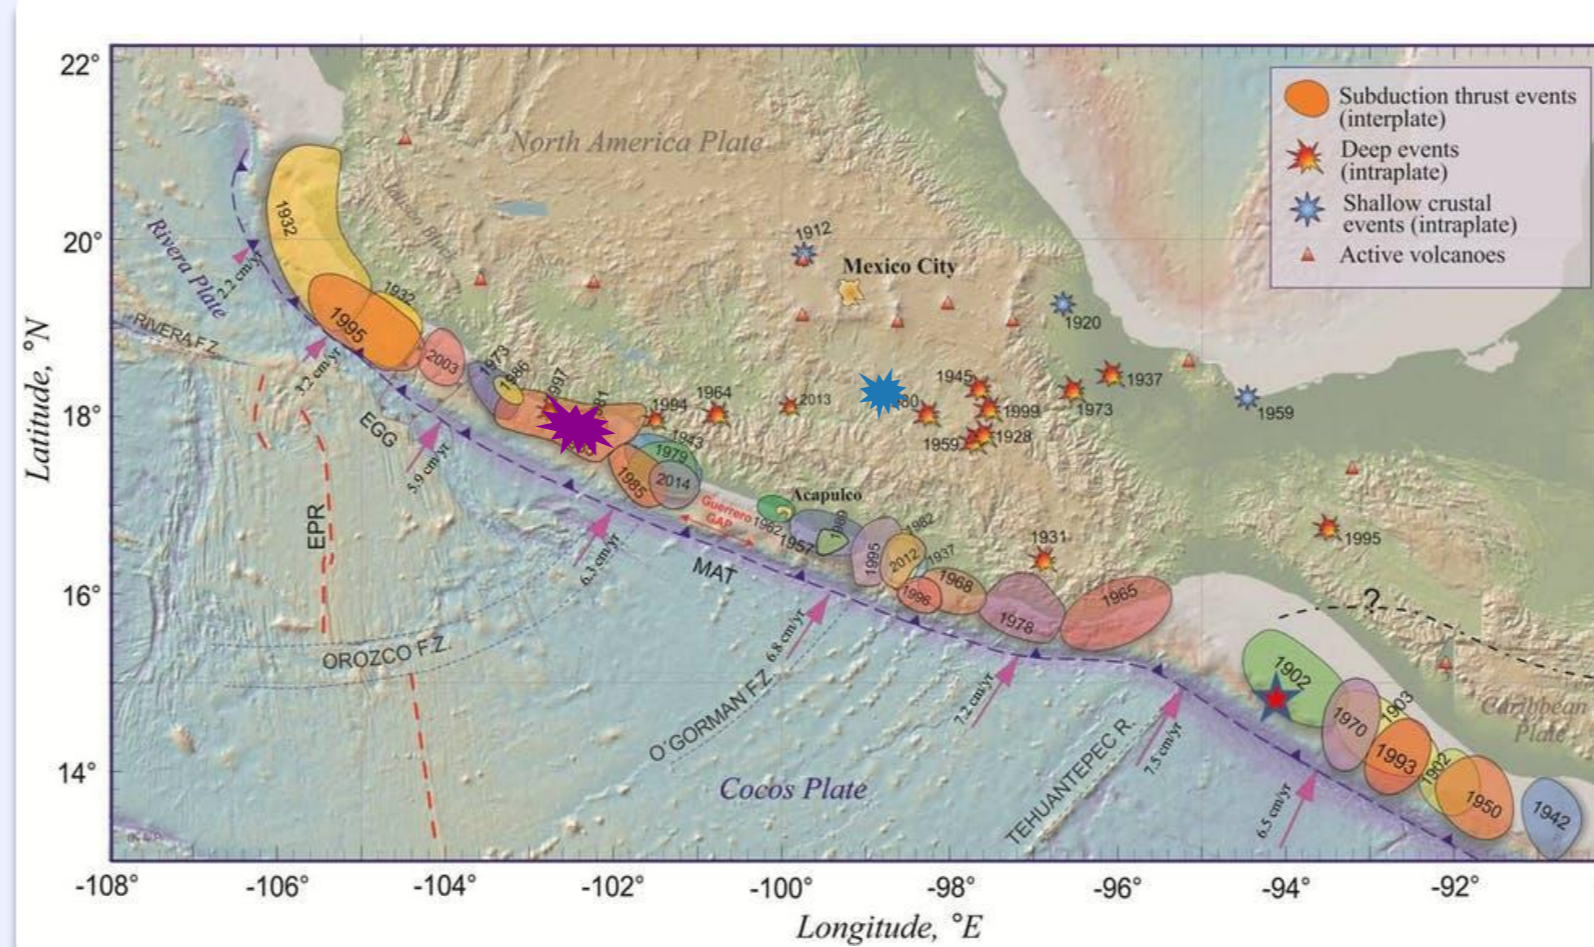 22°
20°
18°
16°
14°
Latitude, °N
-108°
-106°
-104°
-102°
-100°
-98°
-96°
-94°
-92°
Longitude, °E
Subduction thrust events
(interplate)
Deep events
(intraplate)
Shallow crustal
events (intraplate)
Active volcanoes
North America Plate
Block
Rivera Plate
2.2 cm/yr
RIVERA F.Z.
3.2 cm/yr
EGG
5.9 cm/yr
EPR
OROZCO F.Z.
6.3 cm/yr
MAT
O'GORMAN F.Z.
6.8 cm/yr
7.2 cm/yr
Cocos Plate
TEHUANTEPEC R.
7.5 cm/yr
6.5 cm/yr
Caribbean
Plate
?
Mexico City
Acapulco
Guerrero
GAP
1932
1932
1995
2003
1973
1986
1994
1964
2013
1943
1979
1985
2014
1962
1957
1989
1995
1982
2012
1937
1996
1968
1978
1965
1931
1912
1920
1945
1999
1928
1959
1973
1937
1959
1995
1902
1970
1903
1993
1902
1950
1942